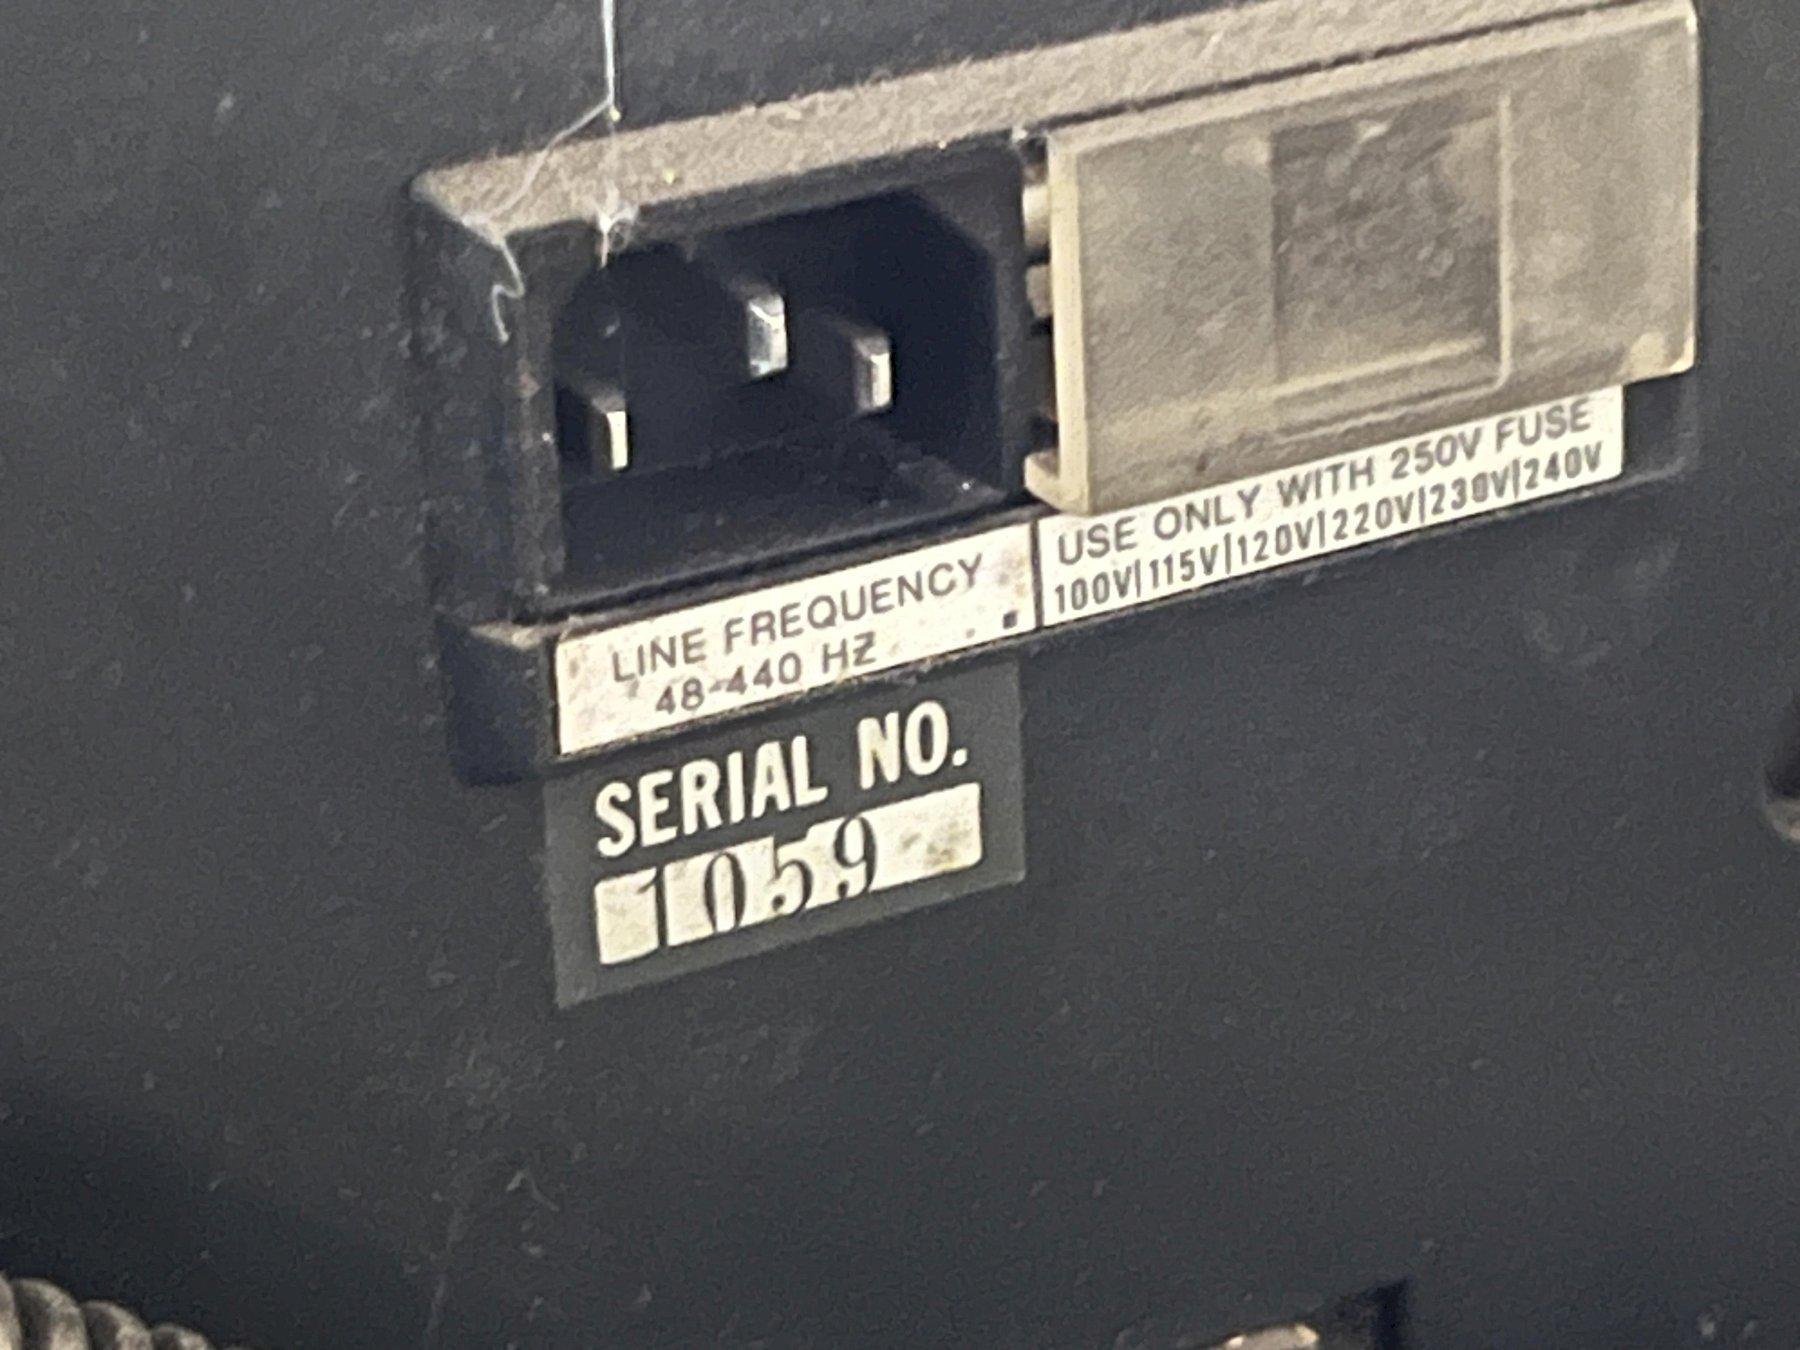 USE ONLY WITH 250V FUSE
100V|115V|120V|220V|230V|240V
LINE FREQUENCY
48-440 HZ
SERIAL NO.
1059